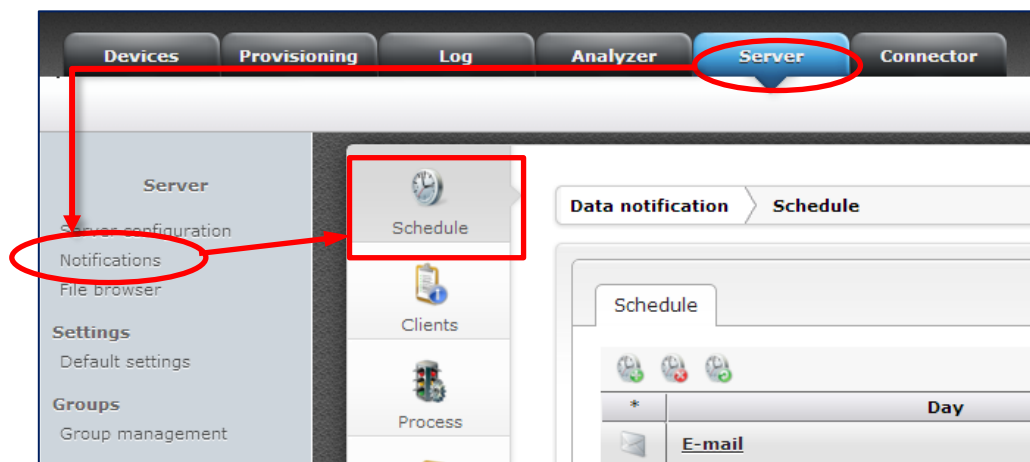 Devices Provisioning Log Analyzer Server Connector
Server
Server configuration
Notifications
File browser
Settings
Default settings
Groups
Group management
Schedule
Clients
Process
Data notification Schedule
Schedule
* Day
E-mail